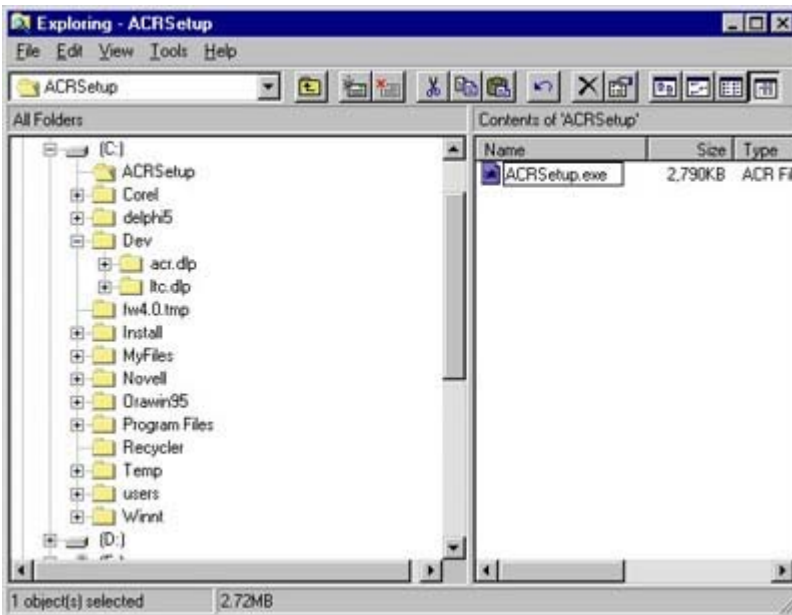 Exploring - ACRSetup
File Edit View Tools Help
ACRSetup
All Folders
Contents of 'ACRSetup'
(C:)
ACRSetup
Corel
delphi5
Dev
acr.dlp
ltc.dlp
fw4.0.tmp
Install
MyFiles
Novell
Orawin95
Program Files
Recycler
Temp
users
Winnt
(D:)
Name Size Type
ACRSetup.exe 2,790KB ACR Fi
1 object(s) selected 2.72MB